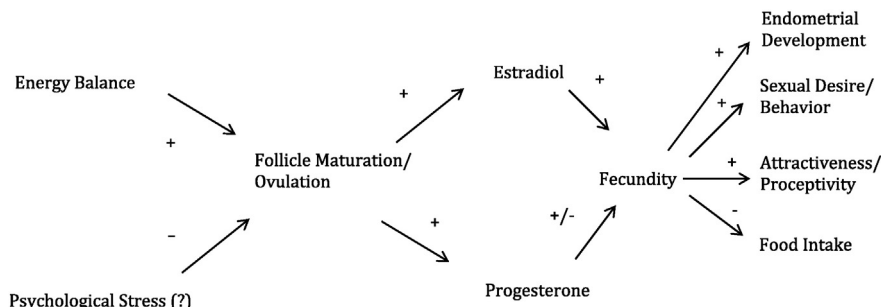 Endometrial
Development
+
Energy Balance
Estradiol
+
+
+
Sexual Desire/
Behavior
+
+
Follicle Maturation/
Ovulation
Fecundity
+
Attractiveness/
Proceptivity
−
+
+/-
-
Food Intake
Psychological Stress (?)
Progesterone